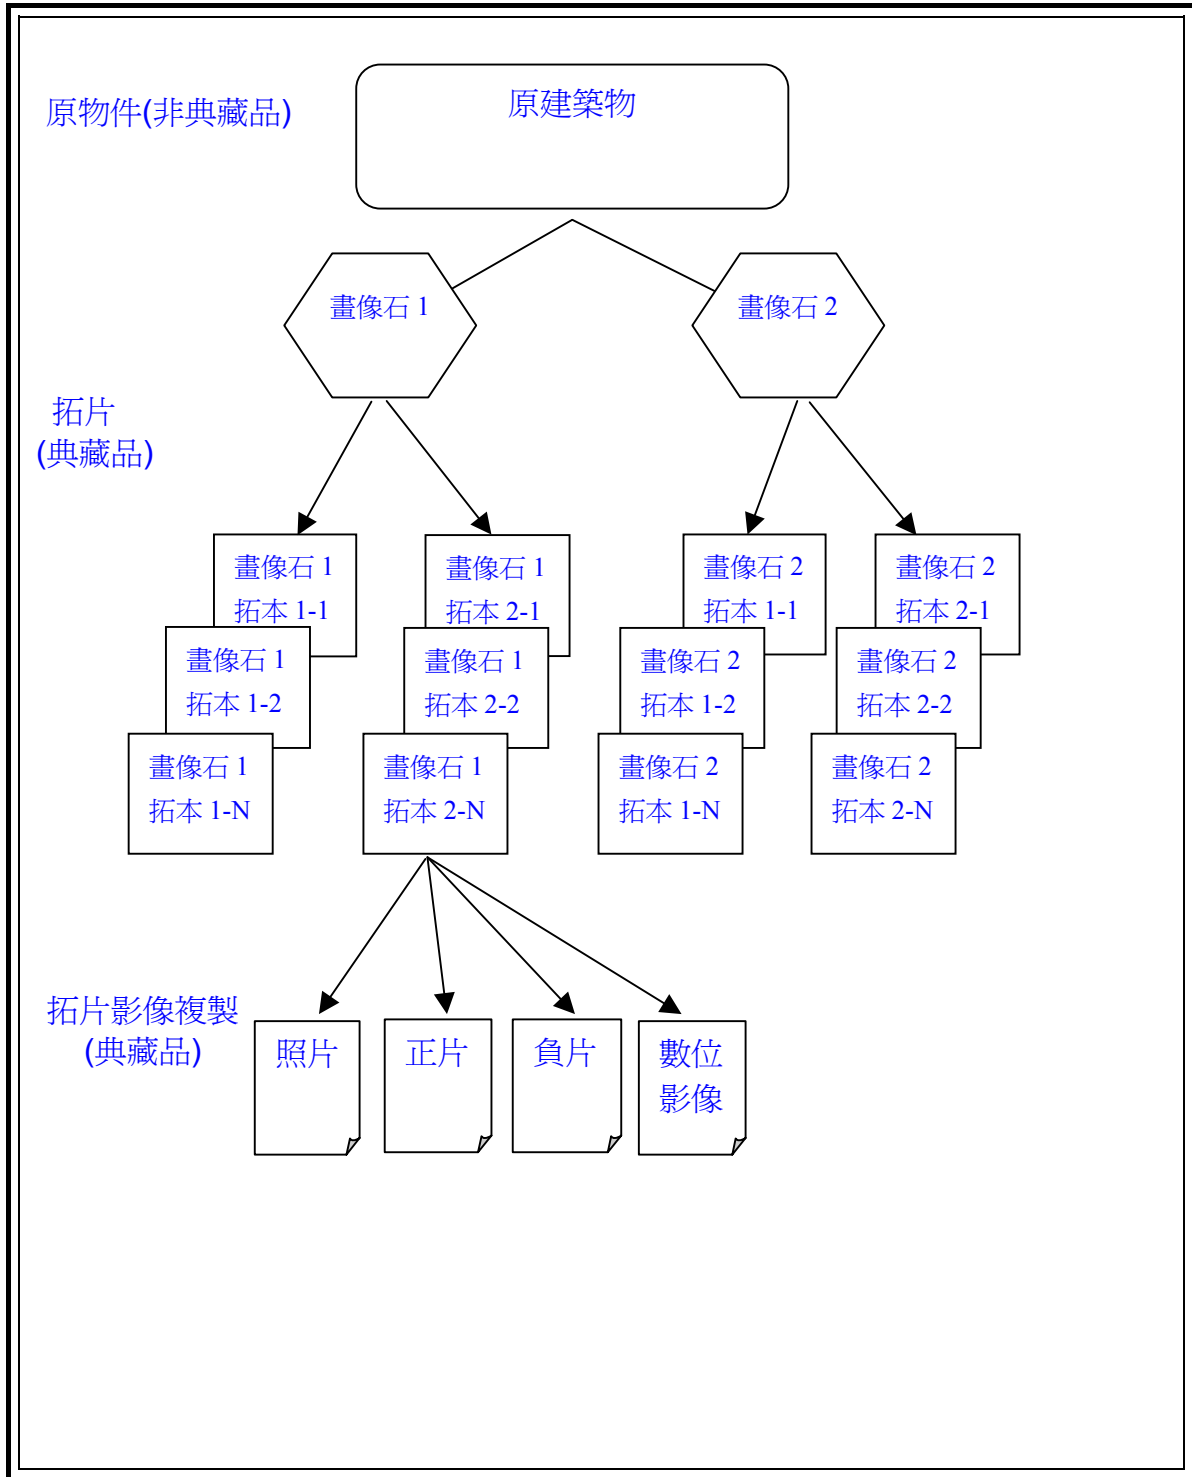 原物件(非典藏品)
原建築物
畫像石 1
畫像石 2
拓片
(典藏品)
畫像石 1
拓本 1-1
畫像石 1
拓本 1-2
畫像石 1
拓本 1-N
畫像石 1
拓本 2-1
畫像石 1
拓本 2-2
畫像石 1
拓本 2-N
畫像石 2
拓本 1-1
畫像石 2
拓本 1-2
畫像石 2
拓本 1-N
畫像石 2
拓本 2-1
畫像石 2
拓本 2-2
畫像石 2
拓本 2-N
拓片影像複製
(典藏品)
照片
正片
負片
數位
影像